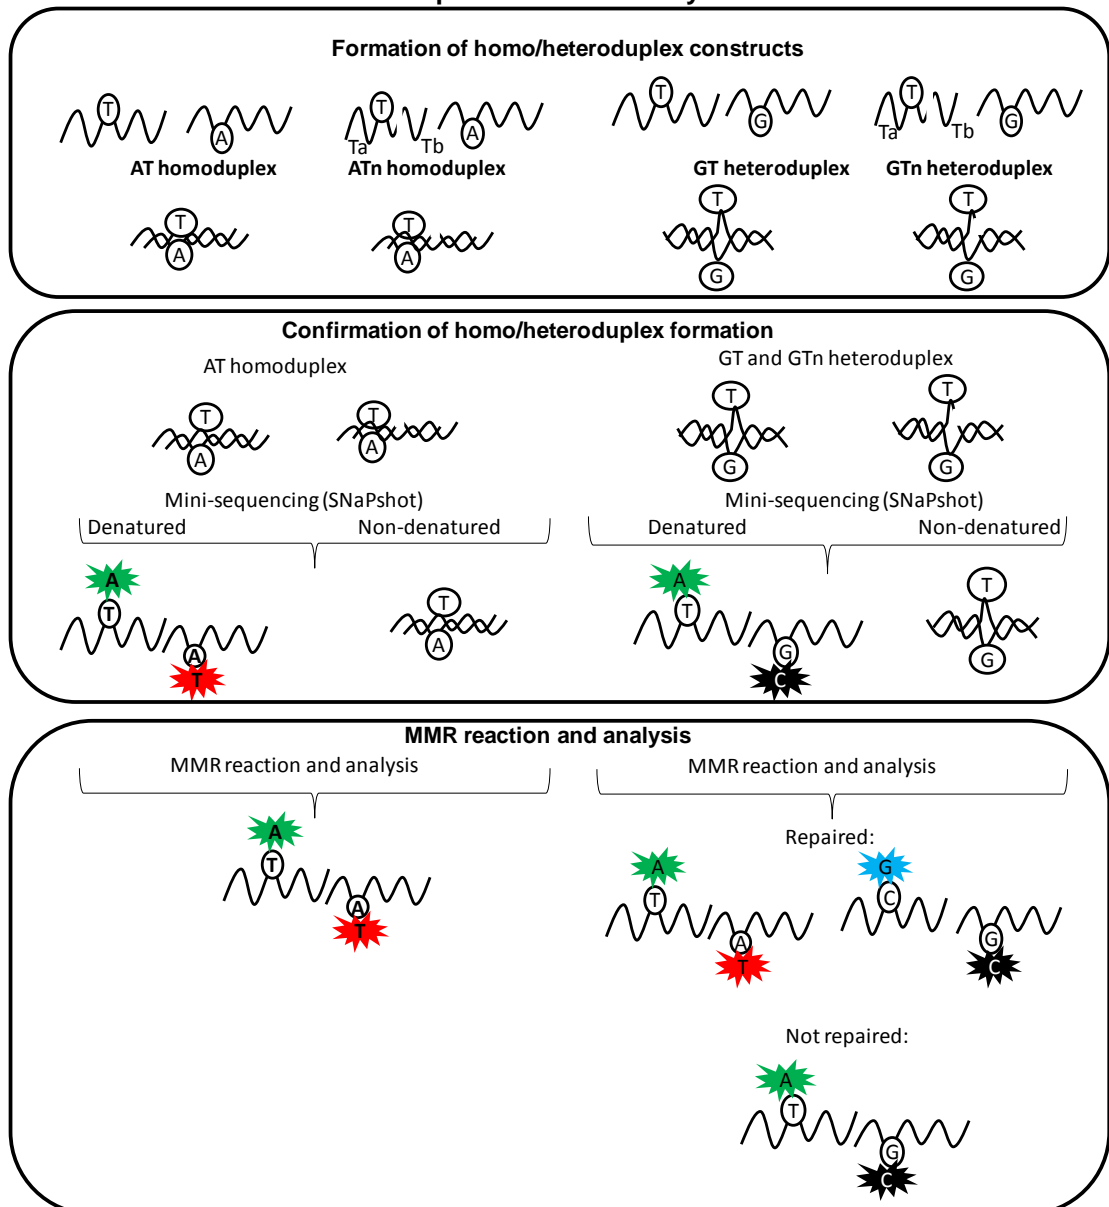 Formation of homo/heteroduplex constructs
T A T A T G T G
Ta Tb Ta Tb
AT homoduplex ATn homoduplex GT heteroduplex GTn heteroduplex
T T T T
A A G G
Confirmation of homo/heteroduplex formation
AT homoduplex GT and GTn heteroduplex
T T T T
A A G G
Mini-sequencing (SNaPshot) Mini-sequencing (SNaPshot)
Denatured Non-denatured Denatured Non-denatured
A A
T T T T
A A G G
T C
MMR reaction and analysis
MMR reaction and analysis MMR reaction and analysis
A Repaired:
T A G
A T C
T A G
T C
Not repaired:
A
T
G
C